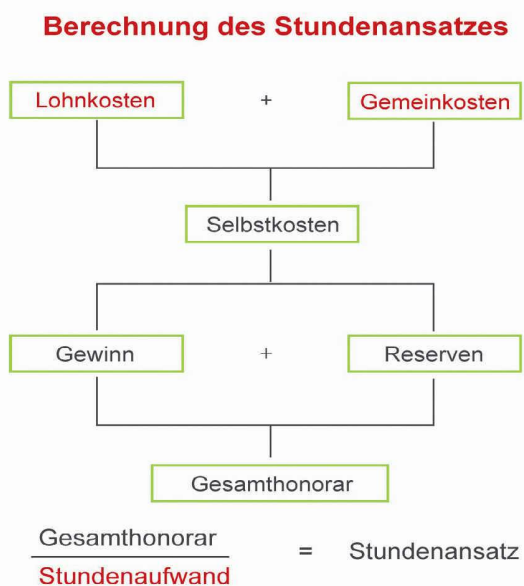 Berechnung des Stundenansatzes
Lohnkosten + Gemeinkosten
Selbstkosten
Gewinn + Reserven
Gesamthonorar
Gesamthonorar
Stundenaufwand
= Stundenansatz